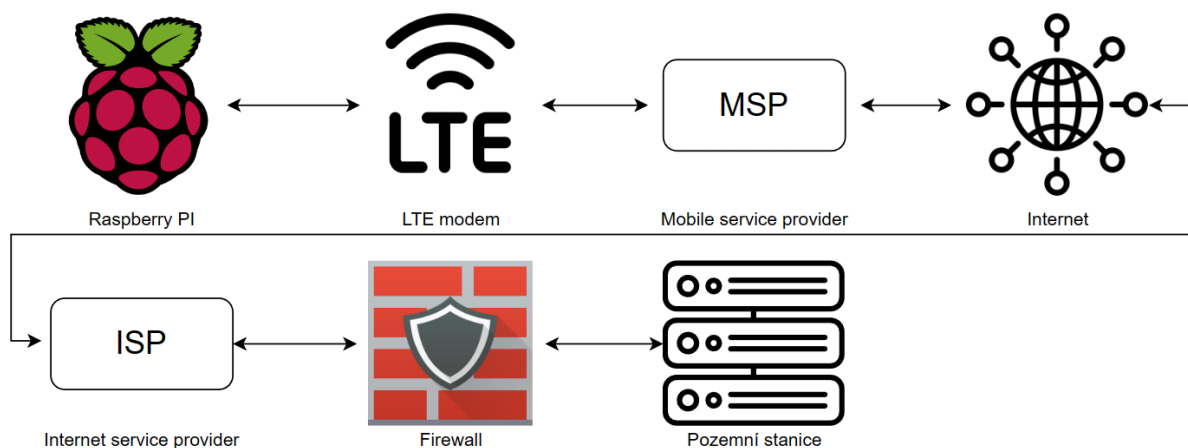 LTE
MSP
Raspberry PI
LTE modem
Mobile service provider
Internet
ISP
Internet service provider
Firewall
Pozemní stanice